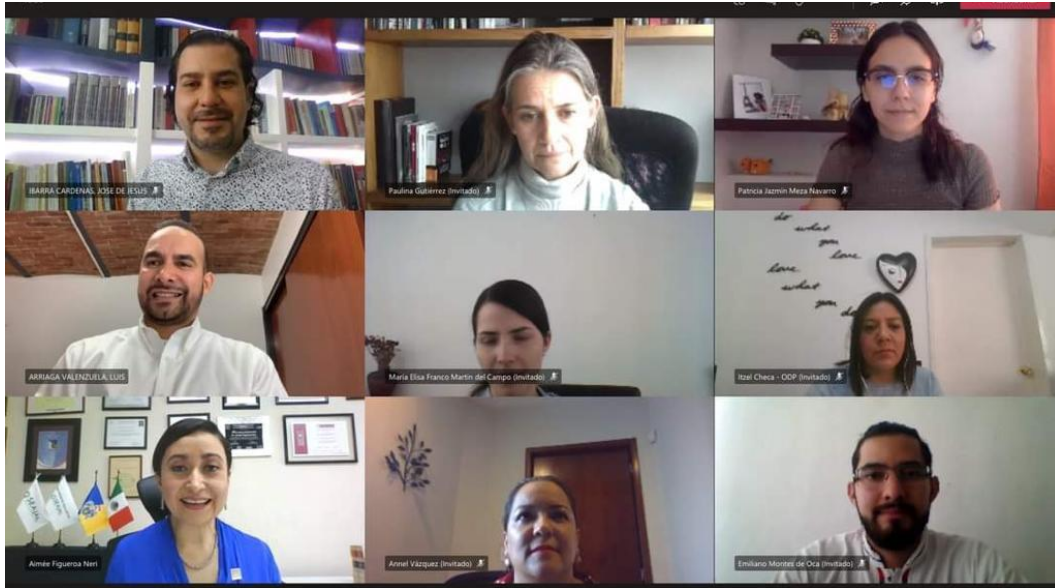 IBARRA CARDENAS, JOSE DE JESUS
Paulina Gutiérrez (Invitado)
Patricia Jazmín Meza Navarro
ARRIAGA VALENZUELA, LUIS
María Elisa Franco Martín del Campo (Invitado)
do
what
you
love
love
what
you
do
Itzel Checa - ODP (Invitado)
Aimée Figueroa Neri
Annel Vázquez (Invitado)
Emiliano Montes de Oca (Invitado)